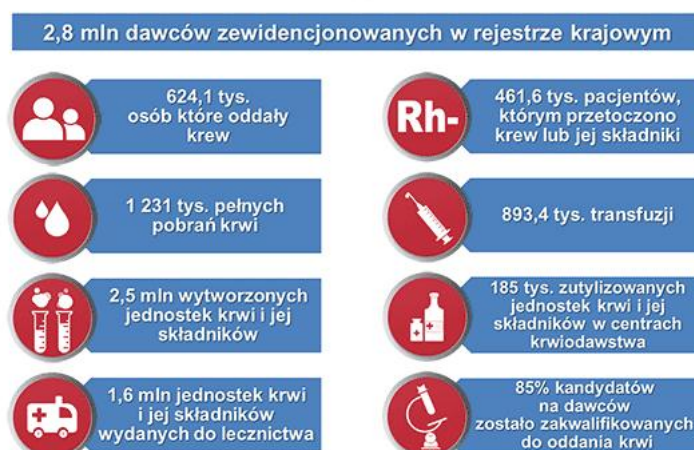 2,8 mln dawców zewidencjonowanych w rejestrze krajowym
624,1 tys.
osób które oddały
krew
1 231 tys. pełnych
pobrań krwi
2,5 mln wytworzonych
jednostek krwi i jej
składników
1,6 mln jednostek krwi
i jej składników
wydanych do lecznictwa
Rh-
461,6 tys. pacjentów,
którym przetoczono
krew lub jej składniki
893,4 tys. transfuzji
185 tys. zutylizowanych
jednostek krwi i jej
składników w centrach
krwiodawstwa
85% kandydatów
na dawców
zostało zakwalifikowanych
do oddania krwi